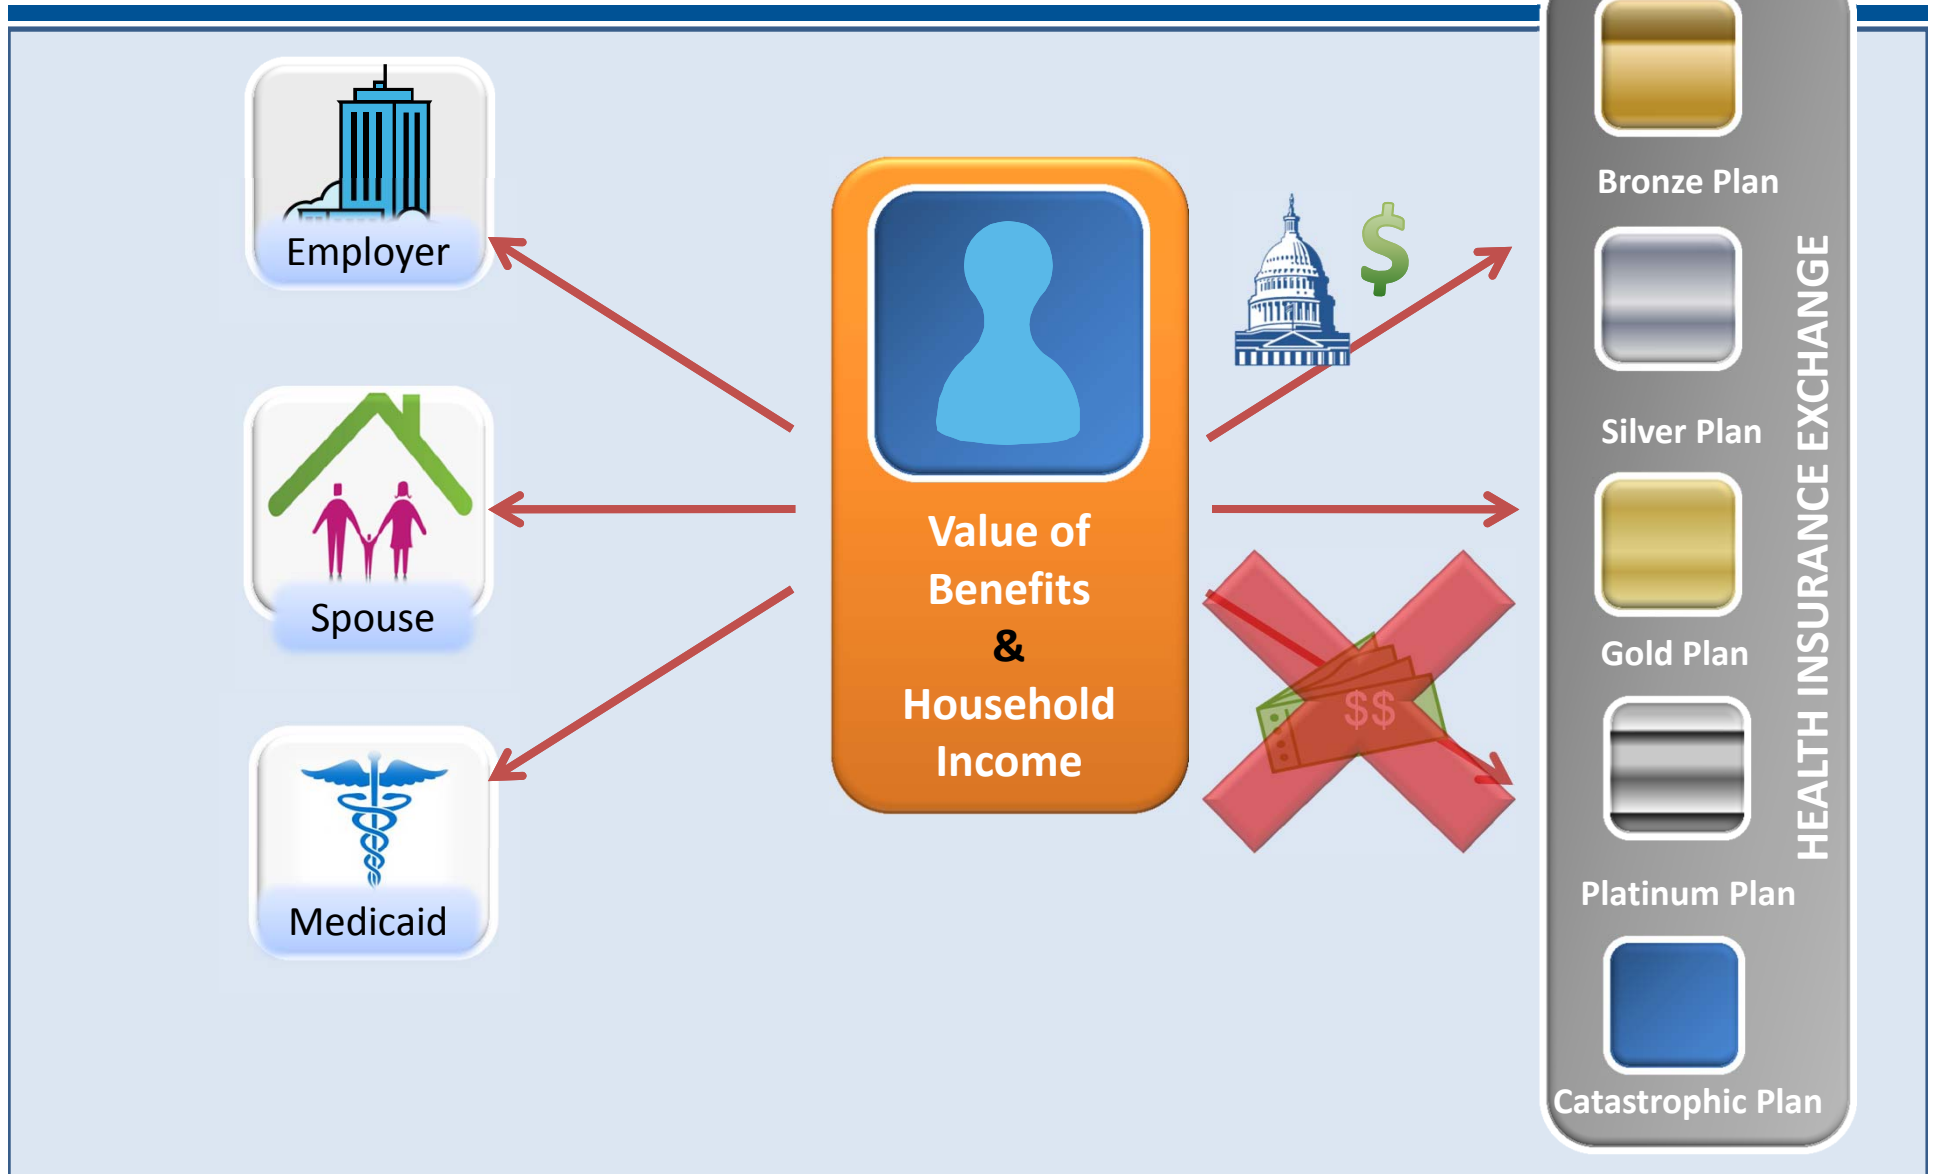 Employer
Spouse
Medicaid
Value of
Benefits
&
Household
Income
$
$$
Bronze Plan
Silver Plan
Gold Plan
Platinum Plan
Catastrophic Plan
HEALTH INSURANCE EXCHANGE